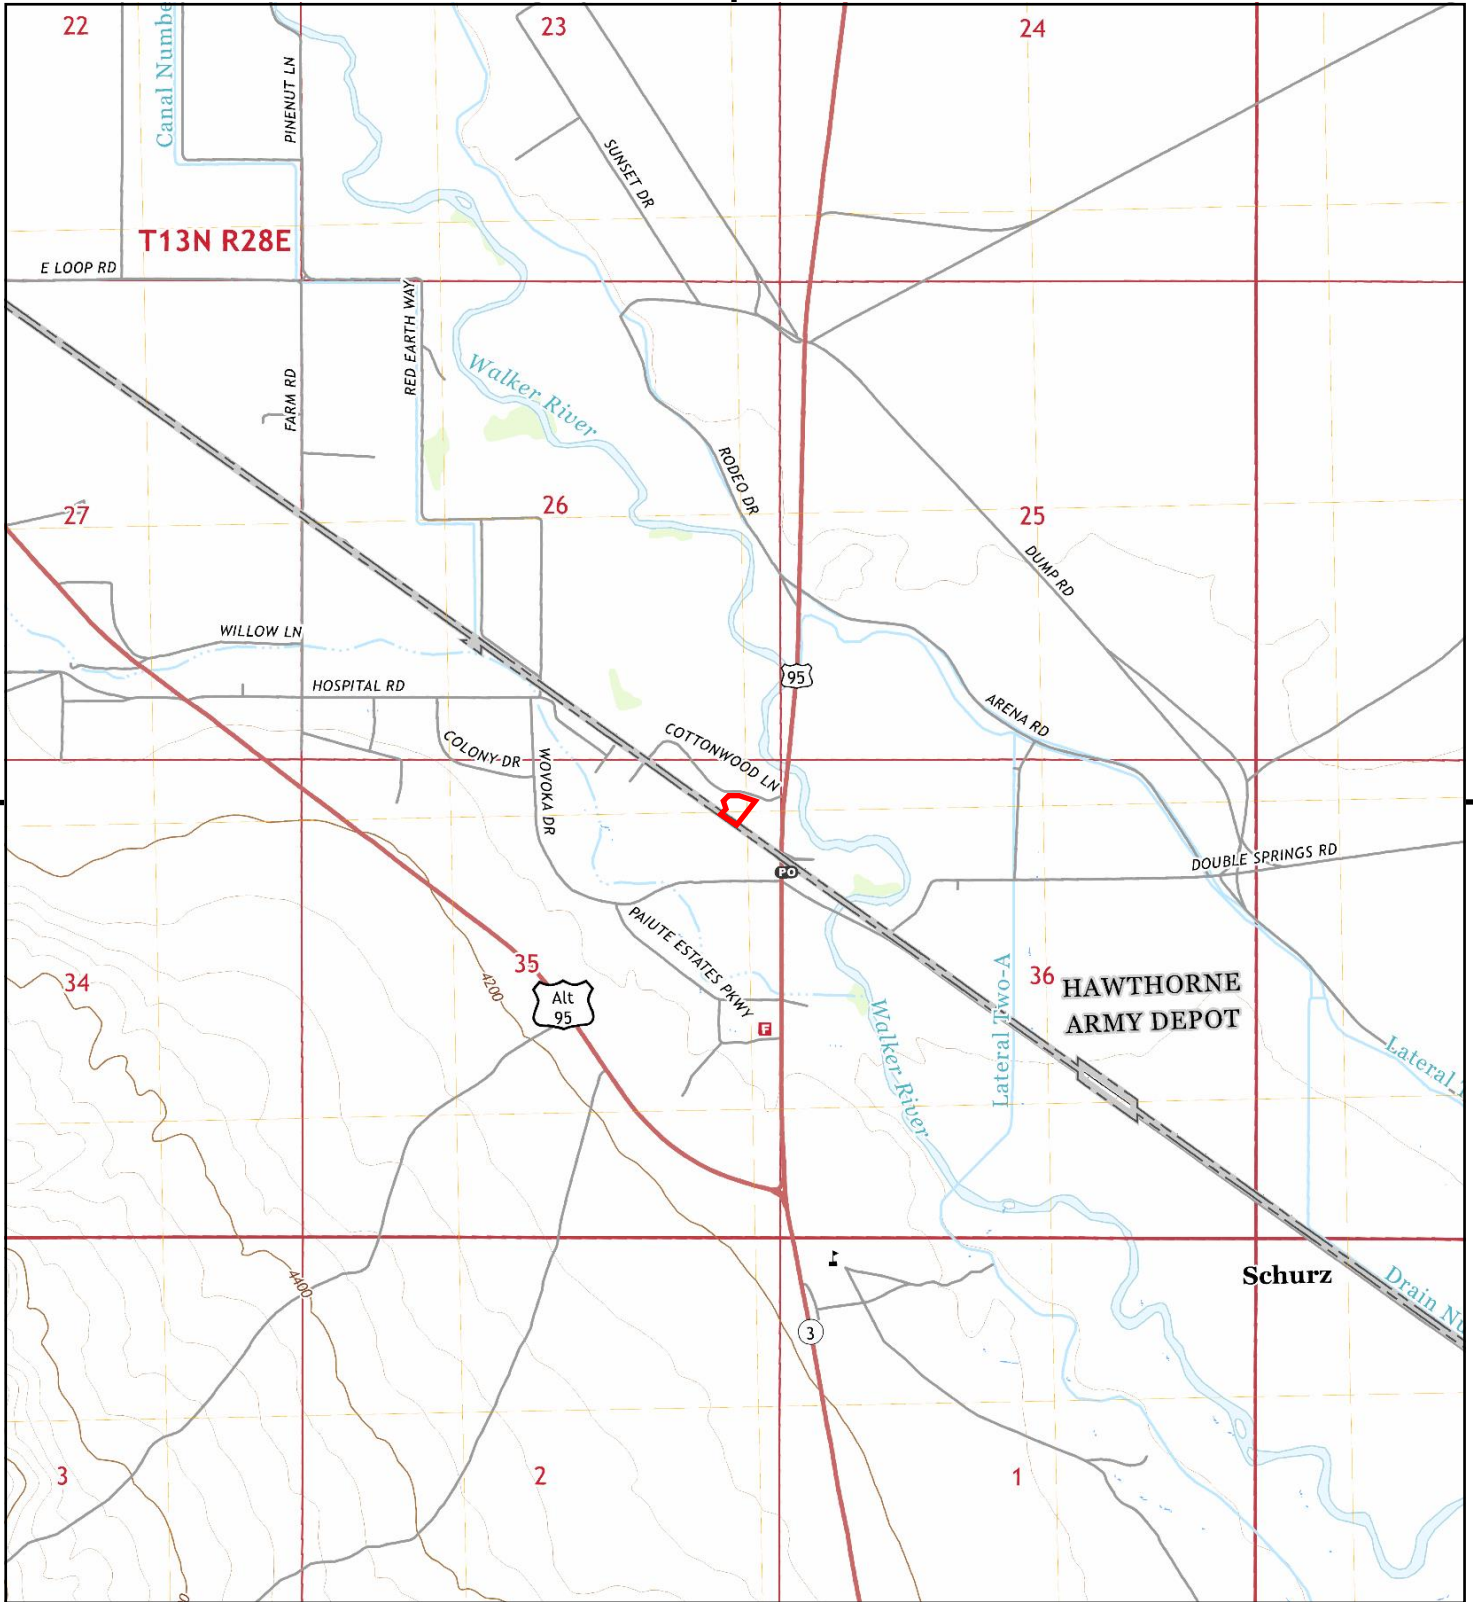 22
23
24
Canal Numbe
PINENUT LN
SUNSET DR
T13N R28E
E LOOP RD
RED EARTH WAY
FARM RD
Walker River
RODEO DR
27
26
25
DUMP RD
WILLOW LN
HOSPITAL RD
95
ARENA RD
COTTONWOOD LN
COLONY DR
WOVOKA DR
DOUBLE SPRINGS RD
PO
PAIUTE ESTATES PKWY
34
35
36
4200
Alt
95
HAWTHORNE
ARMY DEPOT
Lateral Two-A
Walker River
F
Lateral T
Schurz
Drain Nu
4400
3
3
2
1